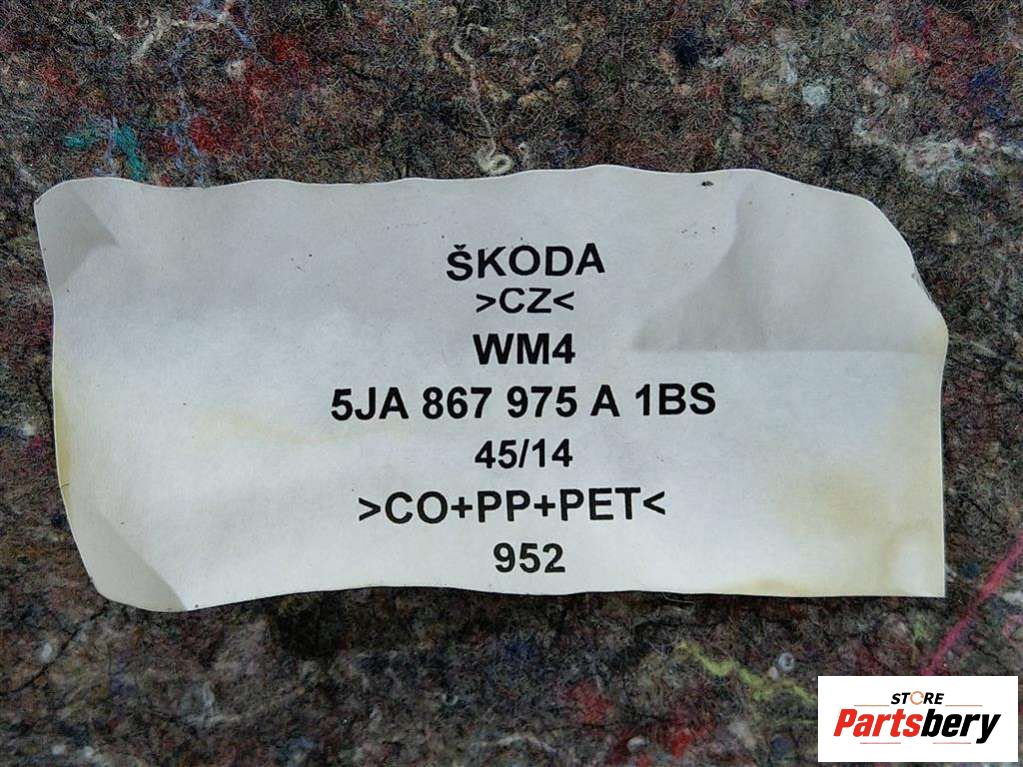 ŠKODA
>CZ<
WM4
5JA 867 975 A 1BS
45/14
>CO+PP+PET<
952
STORE
Partsbery